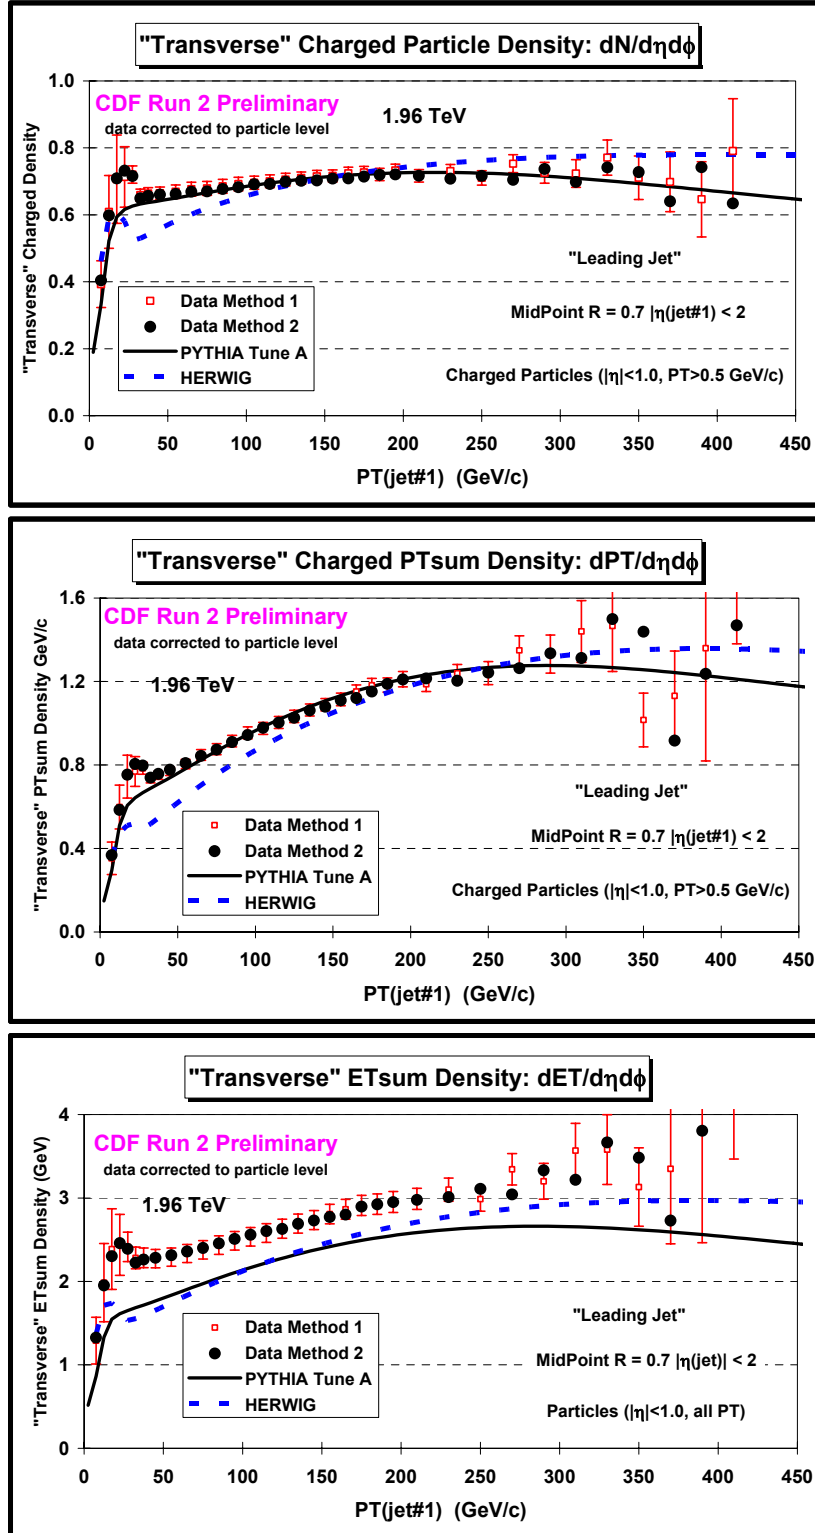 "Transverse" Charged Particle Density: dN/dηdϕ
1.0
0.8
0.6
0.4
0.2
0.0
"Transverse" Charged Density
CDF Run 2 Preliminary
data corrected to particle level
1.96 TeV
"Leading Jet"
MidPoint R = 0.7 |η(jet#1) < 2
Charged Particles (|η|<1.0, PT>0.5 GeV/c)
Data Method 1
Data Method 2
PYTHIA Tune A
HERWIG
0 50 100 150 200 250 300 350 400 450
PT(jet#1) (GeV/c)
"Transverse" Charged PTsum Density: dPT/dηdϕ
1.6
1.2
0.8
0.4
0.0
"Transverse" PTsum Density GeV/c
CDF Run 2 Preliminary
data corrected to particle level
1.96 TeV
"Leading Jet"
MidPoint R = 0.7 |η(jet#1) < 2
Charged Particles (|η|<1.0, PT>0.5 GeV/c)
Data Method 1
Data Method 2
PYTHIA Tune A
HERWIG
0 50 100 150 200 250 300 350 400 450
PT(jet#1) (GeV/c)
"Transverse" ETsum Density: dET/dηdϕ
4
3
2
1
0
"Transverse" ETsum Density (GeV)
CDF Run 2 Preliminary
data corrected to particle level
1.96 TeV
"Leading Jet"
MidPoint R = 0.7 |η(jet)| < 2
Particles (|η|<1.0, all PT)
Data Method 1
Data Method 2
PYTHIA Tune A
HERWIG
0 50 100 150 200 250 300 350 400 450
PT(jet#1) (GeV/c)